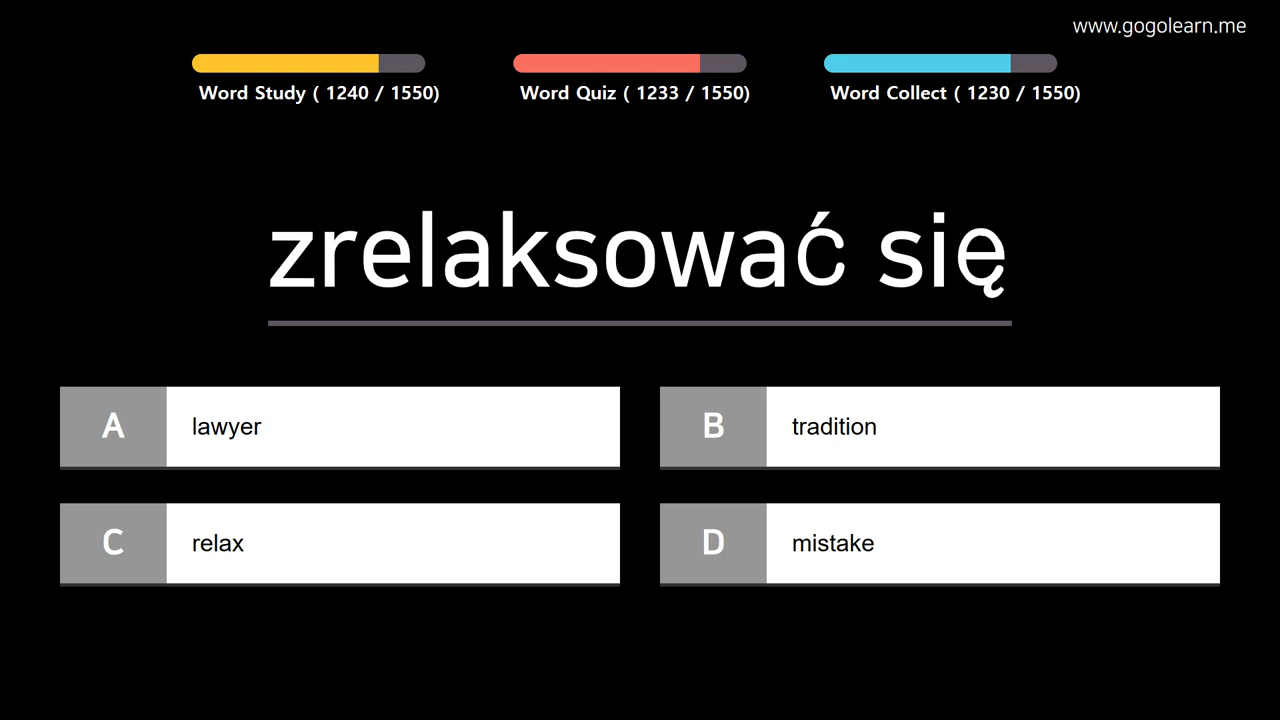 www.gogolearn.me
Word Study ( 1240 / 1550)
Word Quiz ( 1233 / 1550)
Word Collect ( 1230 / 1550)
zrelaksować się
A lawyer
B tradition
C relax
D mistake